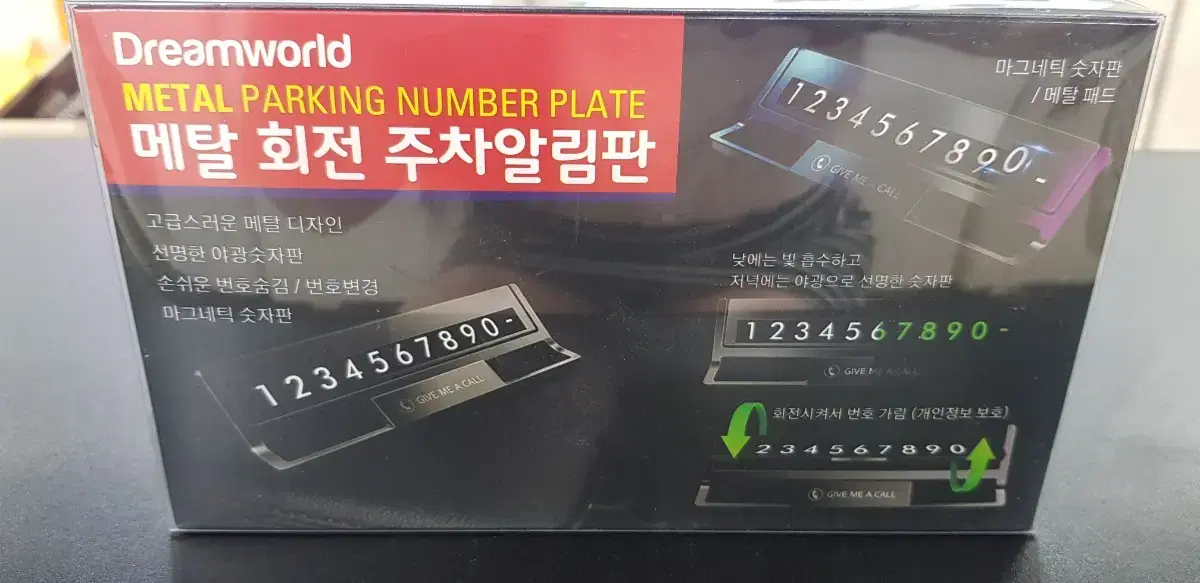 Dreamworld
METAL PARKING NUMBER PLATE
메탈 회전 주차알림판
고급스러운 메탈 디자인
선명한 야광숫자판
손쉬운 번호숨김 / 번호변경
마그네틱 숫자판
1234567890-
GIVE ME A CALL
마그네틱 숫자판
/ 메탈 패드
1234567890-
GIVE ME A CALL
낮에는 빛 흡수하고
저녁에는 야광으로 선명한 숫자판
1234567890-
GIVE ME A CALL
회전시켜서 번호 가림 (개인정보 보호)
234567890
GIVE ME A CALL